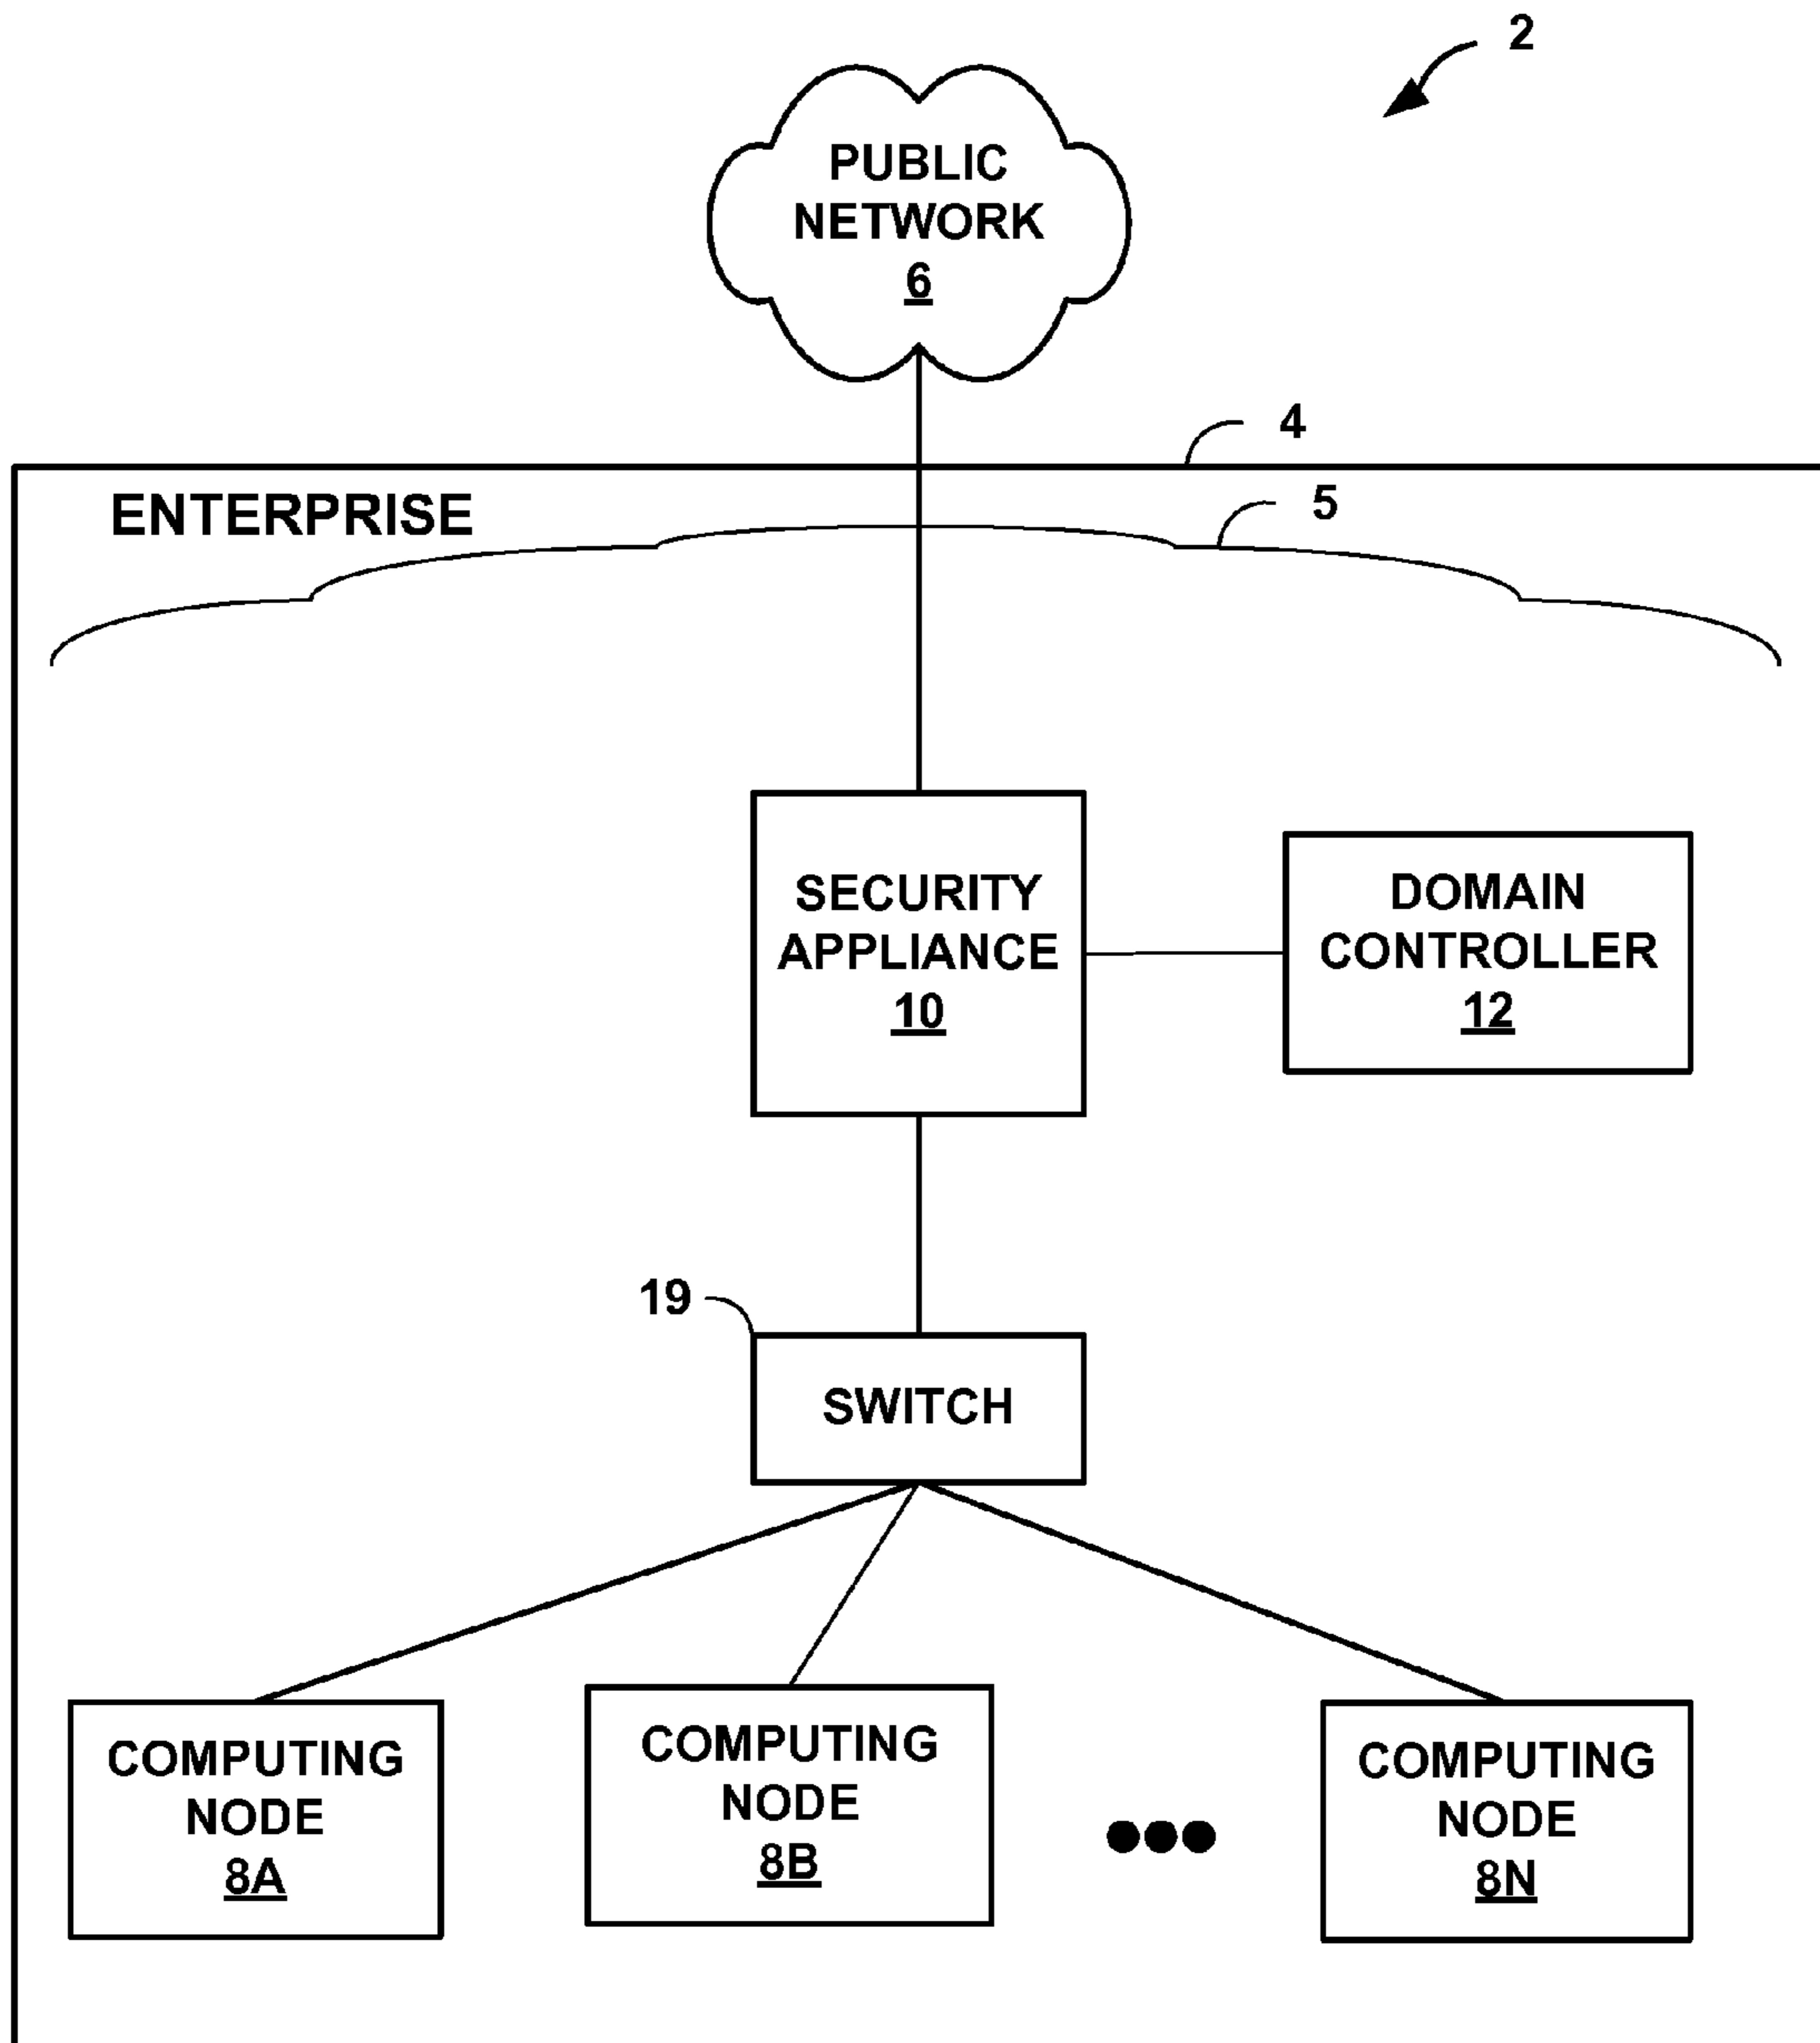 2
PUBLIC
NETWORK
6
4
ENTERPRISE
5
SECURITY
APPLIANCE
10
DOMAIN
CONTROLLER
12
19
SWITCH
COMPUTING
NODE
8A
COMPUTING
NODE
8B
COMPUTING
NODE
8N